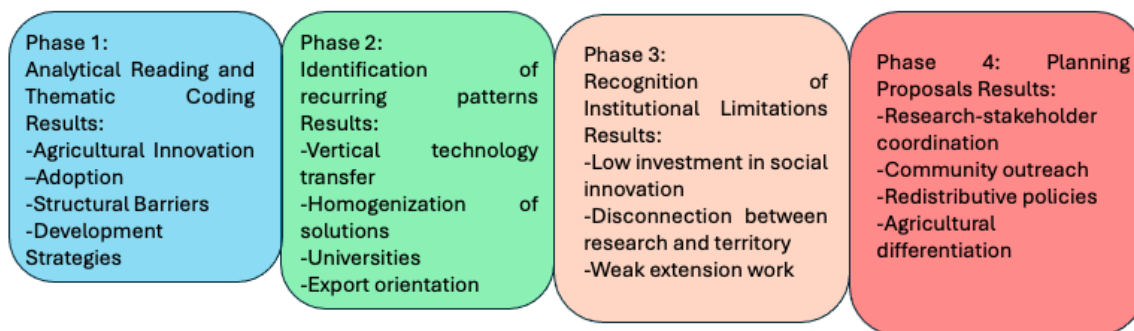 Phase 1:
Analytical Reading and
Thematic Coding
Results:
-Agricultural Innovation
–Adoption
-Structural Barriers
-Development
Strategies
Phase 2:
Identification of
recurring patterns
Results:
-Vertical technology
transfer
-Homogenization of
solutions
-Universities
-Export orientation
Phase 3:
Recognition of
Institutional Limitations
Results:
-Low investment in social
innovation
-Disconnection between
research and territory
-Weak extension work
Phase 4: Planning
Proposals Results:
-Research-stakeholder
coordination
-Community outreach
-Redistributive policies
-Agricultural
differentiation